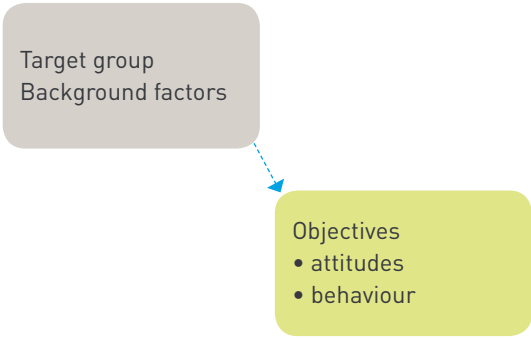 Target group
Background factors
Objectives
• attitudes
• behaviour